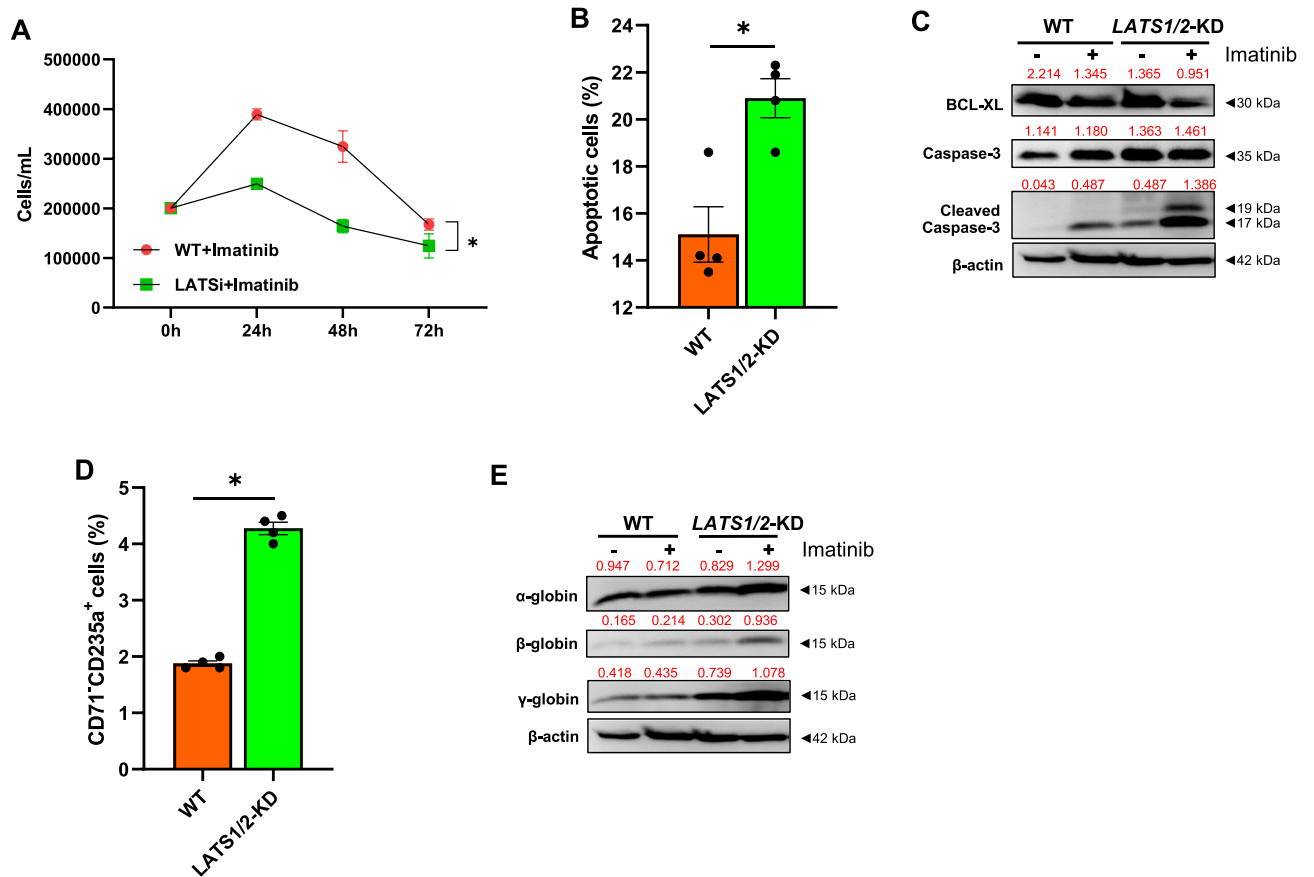 A
500000
400000
300000
200000
100000
0
Cells/mL
WT+Imatinib
LATSi+Imatinib
*
0h
24h
48h
72h
B
24
22
20
18
16
14
12
Apoptotic cells (%)
*
WT
LATS1/2-KD
C
WT
LATS1/2-KD
- + - + Imatinib
2.214 1.345 1.365 0.951
BCL-XL ◄30 kDa
1.141 1.180 1.363 1.461
Caspase-3 ◄35 kDa
0.043 0.487 0.487 1.386
Cleaved ◄19 kDa
Caspase-3 ◄17 kDa
β-actin ◄42 kDa
D
5
4
3
2
1
0
CD71⁻CD235a⁺ cells (%)
*
WT
LATS1/2-KD
E
WT
LATS1/2-KD
- + - + Imatinib
0.947 0.712 0.829 1.299
α-globin ◄15 kDa
0.165 0.214 0.302 0.936
β-globin ◄15 kDa
0.418 0.435 0.739 1.078
γ-globin ◄15 kDa
β-actin ◄42 kDa